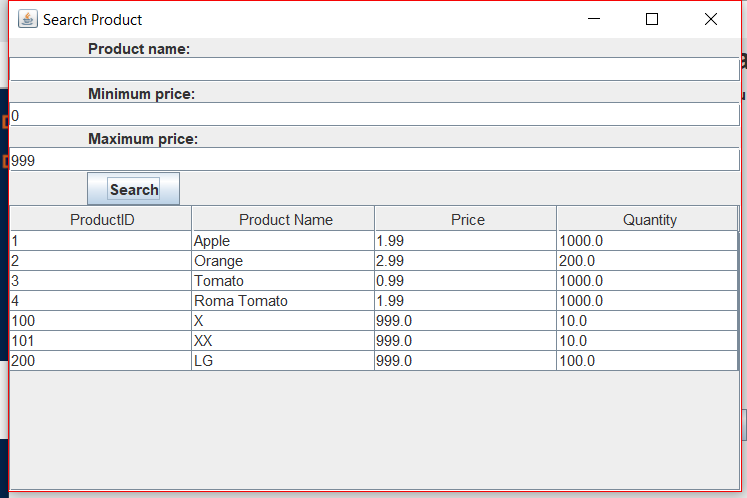 Search Product
Product name:
Minimum price:
0
Maximum price:
999
Search
ProductID Product Name Price Quantity
1 Apple 1.99 1000.0
2 Orange 2.99 200.0
3 Tomato 0.99 1000.0
4 Roma Tomato 1.99 1000.0
100 X 999.0 10.0
101 XX 999.0 10.0
200 LG 999.0 100.0